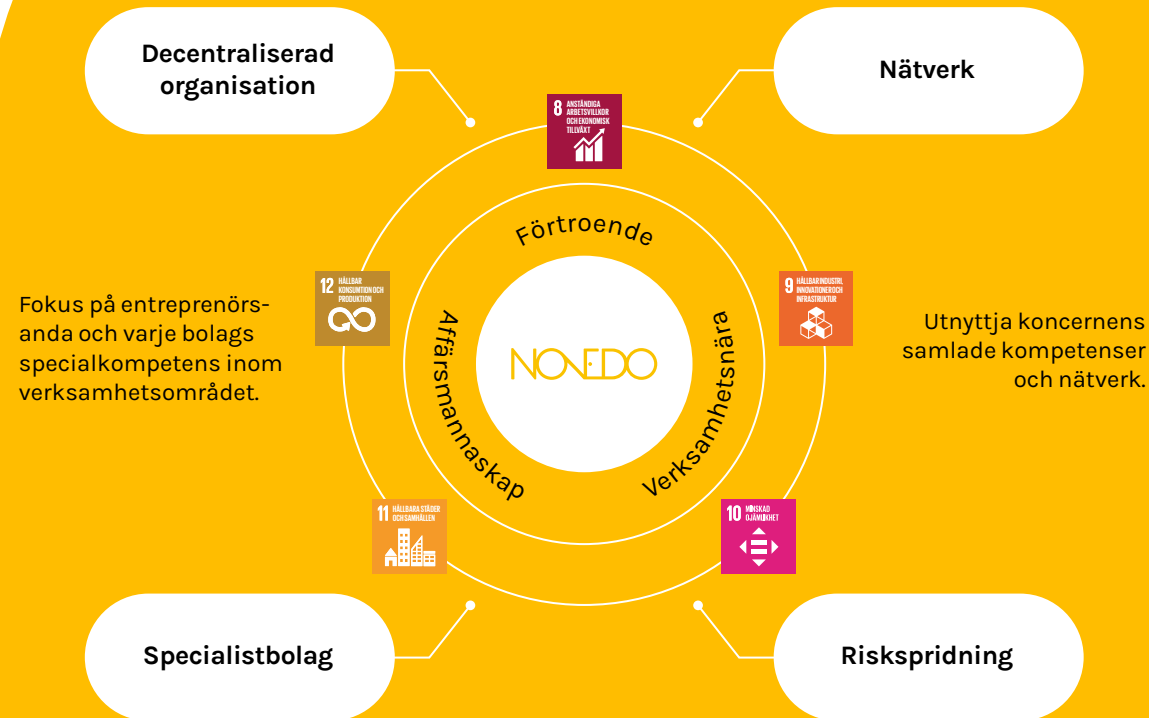 Decentraliserad
organisation
Nätverk
8 ANSTÄNDIGA
ARBETSVILLKOR
OCH EKONOMISK
TILLVÄXT
Förtroende
12 HÅLLBAR
KONSUMTION OCH
PRODUKTION
9 HÅLLBAR INDUSTRI,
INNOVATIONER OCH
INFRASTRUKTUR
Fokus på entreprenörs-
anda och varje bolags
specialkompetens inom
verksamhetsområdet.
Affärsmannaskap
NOVEDO
Verksamhetsnära
Utnyttja koncernens
samlade kompetenser
och nätverk.
11 HÅLLBARA STÄDER
OCH SAMHÄLLEN
10 MINSKAD
OJÄMLIKHET
Specialistbolag
Riskspridning